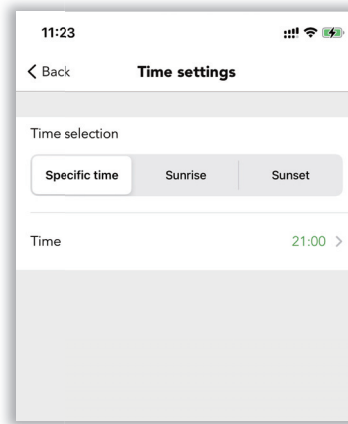 11:23
Back Time settings
Time selection
Specific time Sunrise Sunset
Time 21:00